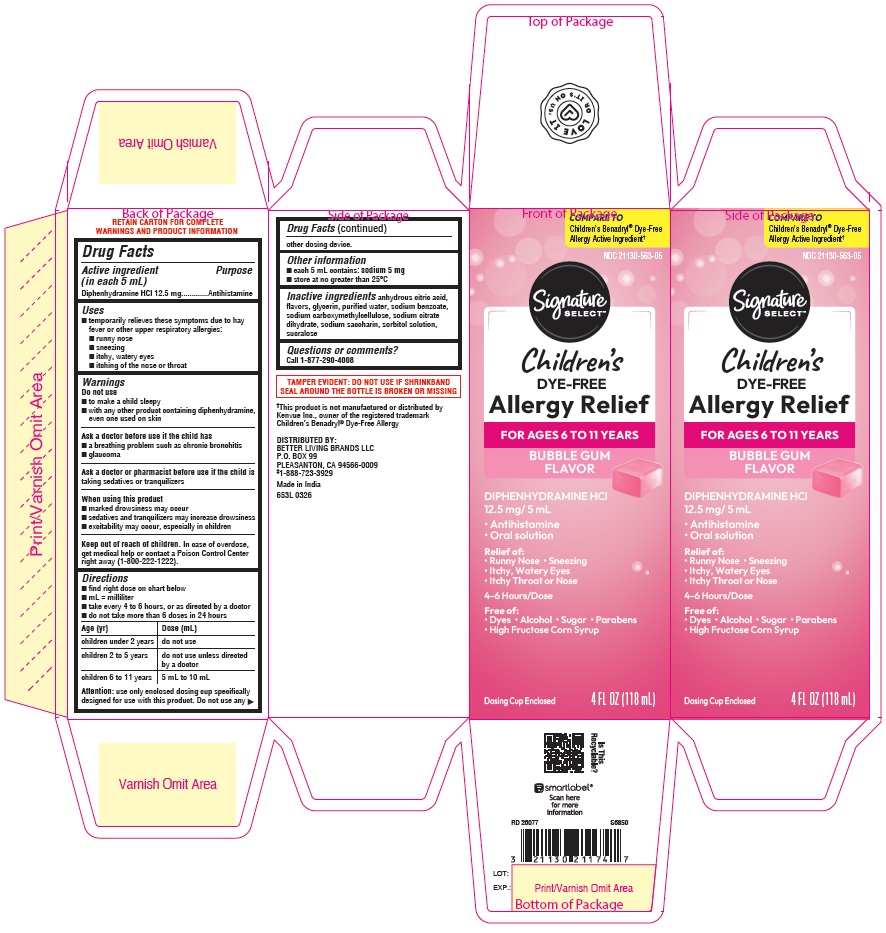 Top of Package
LOVE IT
OR IT'S ON US.
Varnish Omit Area
Print/Varnish Omit Area
Back of Package
RETAIN CARTON FOR COMPLETE
WARNINGS AND PRODUCT INFORMATION
Drug Facts
Active ingredient Purpose
(in each 5 mL)
Diphenhydramine HCl 12.5 mg.............Antihistamine
Uses
■ temporarily relieves these symptoms due to hay
fever or other upper respiratory allergies:
■ runny nose
■ sneezing
■ itchy, watery eyes
■ itching of the nose or throat
Warnings
Do not use
■ to make a child sleepy
■ with any other product containing diphenhydramine,
even one used on skin
Ask a doctor before use if the child has
■ a breathing problem such as chronic bronchitis
■ glaucoma
Ask a doctor or pharmacist before use if the child is
taking sedatives or tranquilizers
When using this product
■ marked drowsiness may occur
■ sedatives and tranquilizers may increase drowsiness
■ excitability may occur, especially in children
Keep out of reach of children. In case of overdose,
get medical help or contact a Poison Control Center
right away (1-800-222-1222).
Directions
■ find right dose on chart below
■ mL = milliliter
■ take every 4 to 6 hours, or as directed by a doctor
■ do not take more than 6 doses in 24 hours
Age (yr) Dose (mL)
children under 2 years do not use
children 2 to 5 years do not use unless directed
by a doctor
children 6 to 11 years 5 mL to 10 mL
Attention: use only enclosed dosing cup specifically
designed for use with this product. Do not use any ▶
Varnish Omit Area
Side of Package
Drug Facts (continued)
other dosing device.
Other information
■ each 5 mL contains: sodium 5 mg
■ store at no greater than 25°C
Inactive ingredients anhydrous citric acid,
flavors, glycerin, purified water, sodium benzoate,
sodium carboxymethylcellulose, sodium citrate
dihydrate, sodium saccharin, sorbitol solution,
sucralose
Questions or comments?
Call 1-877-290-4008
TAMPER EVIDENT: DO NOT USE IF SHRINKBAND
SEAL AROUND THE BOTTLE IS BROKEN OR MISSING
†This product is not manufactured or distributed by
Kenvue Inc., owner of the registered trademark
Children's Benadryl® Dye-Free Allergy
DISTRIBUTED BY:
BETTER LIVING BRANDS LLC
P.O. BOX 99
PLEASANTON, CA 94566-0009
‡1-888-723-3929
Made in India
653L 0326
Front of Package
COMPARE TO
Children's Benadryl® Dye-Free
Allergy Active Ingredient†
NDC 21130-563-05
Signature
SELECT™
Children's
DYE-FREE
Allergy Relief
FOR AGES 6 TO 11 YEARS
BUBBLE GUM
FLAVOR
DIPHENHYDRAMINE HCl
12.5 mg/ 5 mL
• Antihistamine
• Oral solution
Relief of:
• Runny Nose • Sneezing
• Itchy, Watery Eyes
• Itchy Throat or Nose
4-6 Hours/Dose
Free of:
• Dyes • Alcohol • Sugar • Parabens
• High Fructose Corn Syrup
Dosing Cup Enclosed 4 FL OZ (118 mL)
Side of Package
COMPARE TO
Children's Benadryl® Dye-Free
Allergy Active Ingredient†
NDC 21130-563-05
Signature
SELECT™
Children's
DYE-FREE
Allergy Relief
FOR AGES 6 TO 11 YEARS
BUBBLE GUM
FLAVOR
DIPHENHYDRAMINE HCl
12.5 mg/ 5 mL
• Antihistamine
• Oral solution
Relief of:
• Runny Nose • Sneezing
• Itchy, Watery Eyes
• Itchy Throat or Nose
4-6 Hours/Dose
Free of:
• Dyes • Alcohol • Sugar • Parabens
• High Fructose Corn Syrup
Dosing Cup Enclosed 4 FL OZ (118 mL)
Is This
Recyclable?
smartlabel®
Scan here
for more
information
RD 26077 S6850
3 21130 21174 7
LOT:
EXP.:
Print/Varnish Omit Area
Bottom of Package